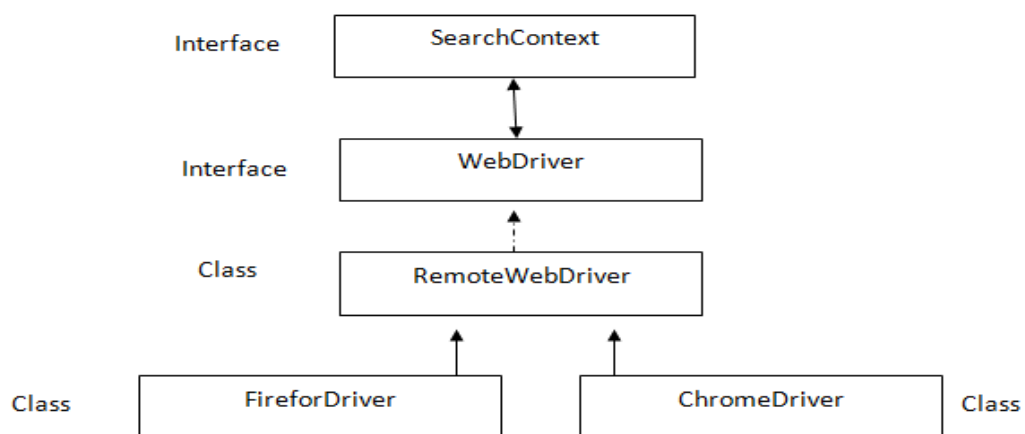 Interface
SearchContext
Interface
WebDriver
Class
RemoteWebDriver
Class
FireforDriver
ChromeDriver
Class